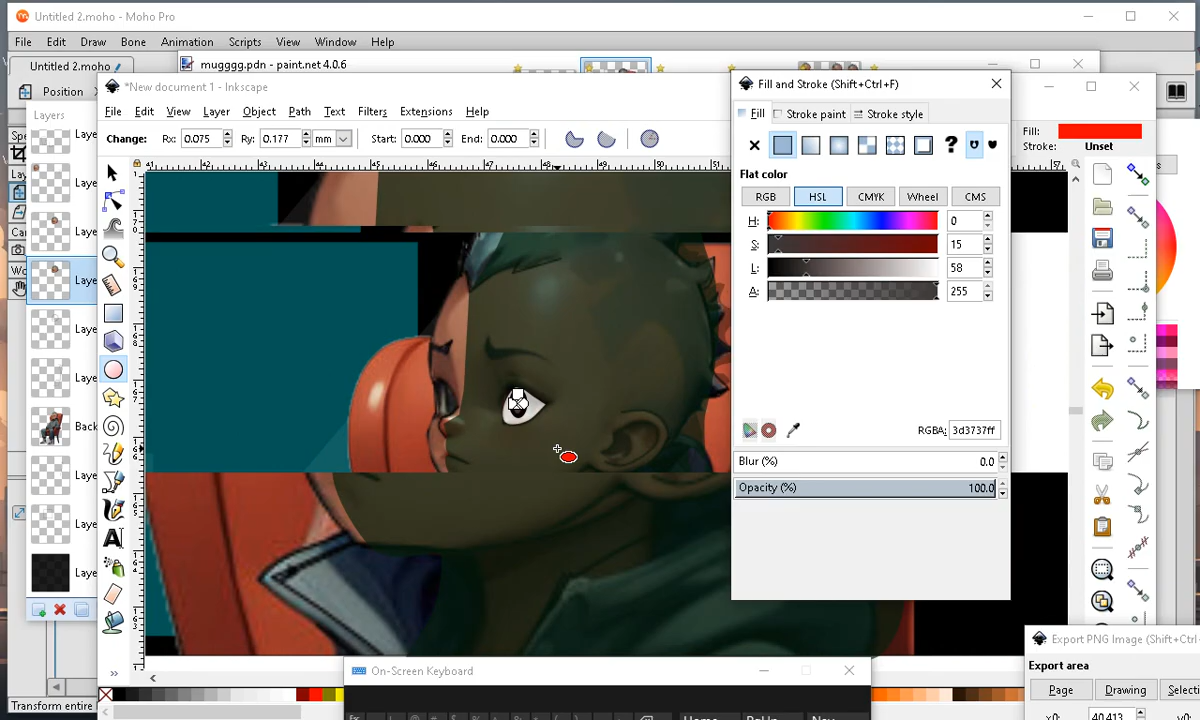 Untitled 2.moho - Moho Pro
File Edit Draw Bone Animation Scripts View Window Help
Untitled 2.moho
mugggg.pdn - paint.net 4.0.6
Position
*New document 1 - Inkscape
Layers
File Edit View Layer Object Path Text Filters Extensions Help
Change: Rx: 0.075 Ry: 0.177 mm Start: 0.000 End: 0.000
Fill and Stroke (Shift+Ctrl+F)
Fill Stroke paint Stroke style
Flat color
RGB HSL CMYK Wheel CMS
H: 0
S: 15
L: 58
A: 255
RGBA: 3d3737ff
Blur (%) 0.0
Opacity (%) 100.0
Fill:
Stroke: Unset
Back
On-Screen Keyboard
Export PNG Image (Shift+Ctrl+
Export area
Page Drawing Selecti
x0: 40.413
Transform entire